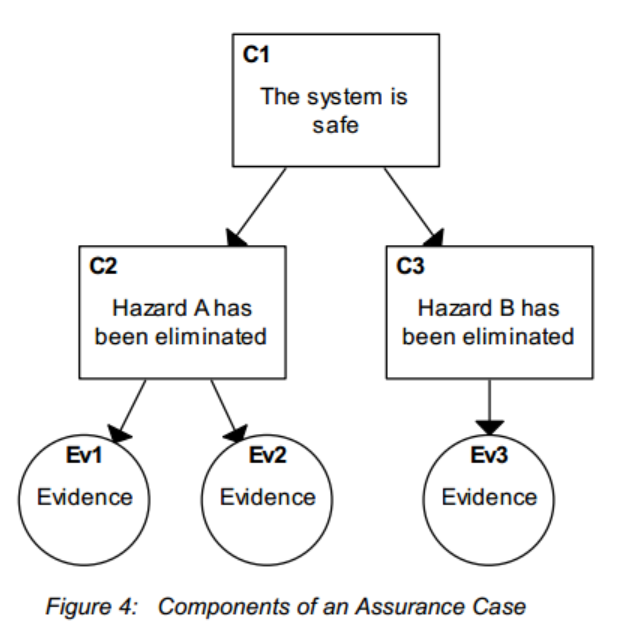 C1
The system is
safe
C2
Hazard A has
been eliminated
C3
Hazard B has
been eliminated
Ev1
Evidence
Ev2
Evidence
Ev3
Evidence
Figure 4: Components of an Assurance Case